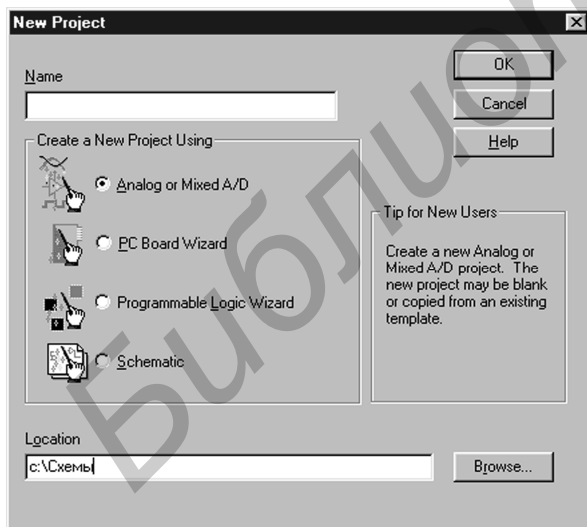 New Project
Name
OK
Cancel
Help
Create a New Project Using
Analog or Mixed A/D
PC Board Wizard
Programmable Logic Wizard
Schematic
Tip for New Users
Create a new Analog or
Mixed A/D project. The
new project may be blank
or copied from an existing
template.
Location
c:\Схемы
Browse...